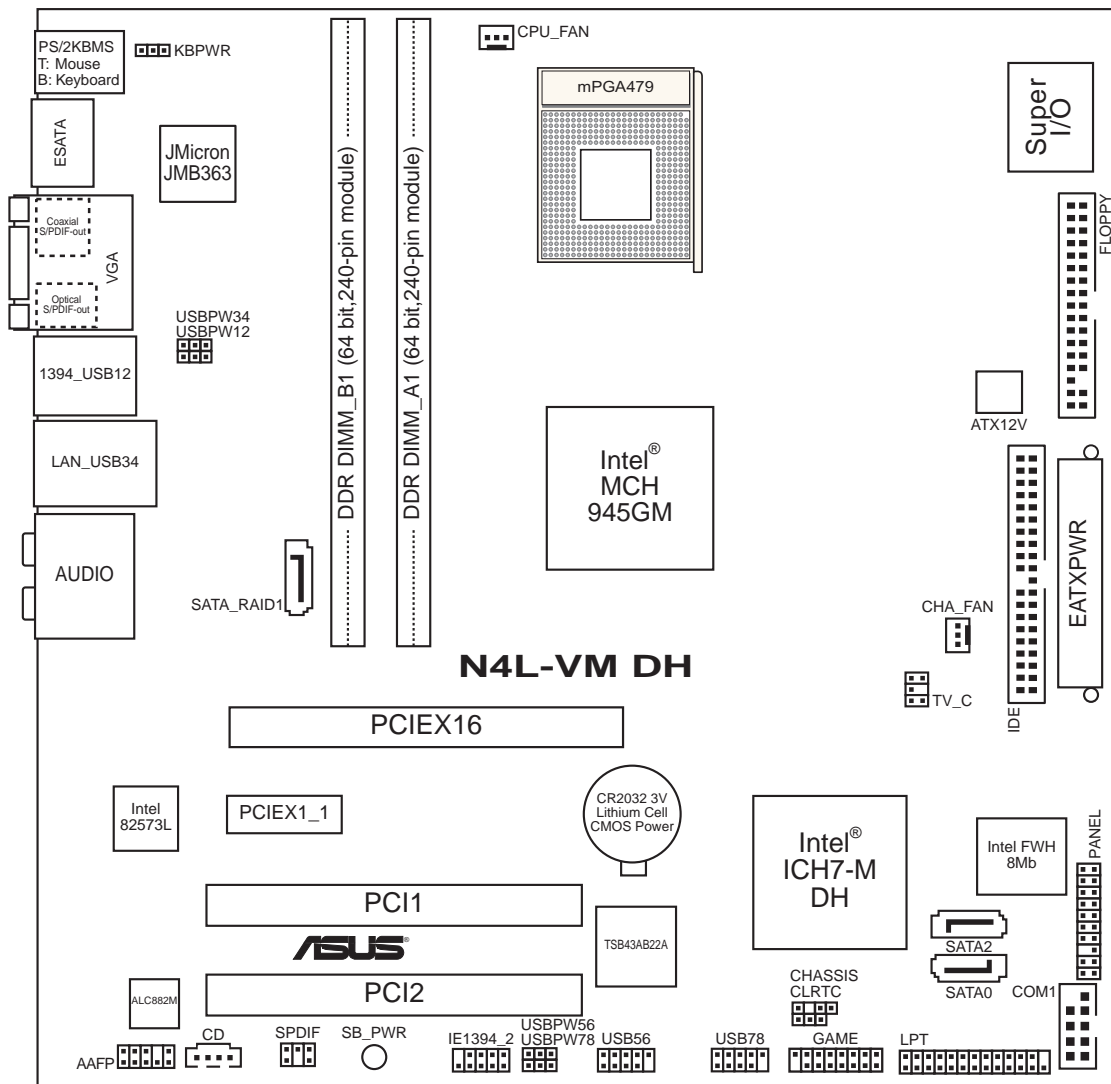 PS/2KBMS
T: Mouse
B: Keyboard
KBPWR
CPU_FAN
mPGA479
Super
I/O
ESATA
JMicron
JMB363
Coaxial
S/PDIF-out
VGA
Optical
S/PDIF-out
FLOPPY
USBPW34
USBPW12
DDR DIMM_B1 (64 bit,240-pin module)
DDR DIMM_A1 (64 bit,240-pin module)
1394_USB12
ATX12V
LAN_USB34
Intel®
MCH
945GM
AUDIO
SATA_RAID1
EATXPWR
CHA_FAN
N4L-VM DH
TV_C
IDE
PCIEX16
Intel
82573L
PCIEX1_1
CR2032 3V
Lithium Cell
CMOS Power
Intel®
ICH7-M
DH
Intel FWH
8Mb
PANEL
PCI1
ASUS®
TSB43AB22A
SATA2
SATA0
PCI2
ALC882M
CHASSIS
CLRTC
COM1
AAFP
CD
SPDIF
SB_PWR
IE1394_2
USBPW56
USBPW78
USB56
USB78
GAME
LPT